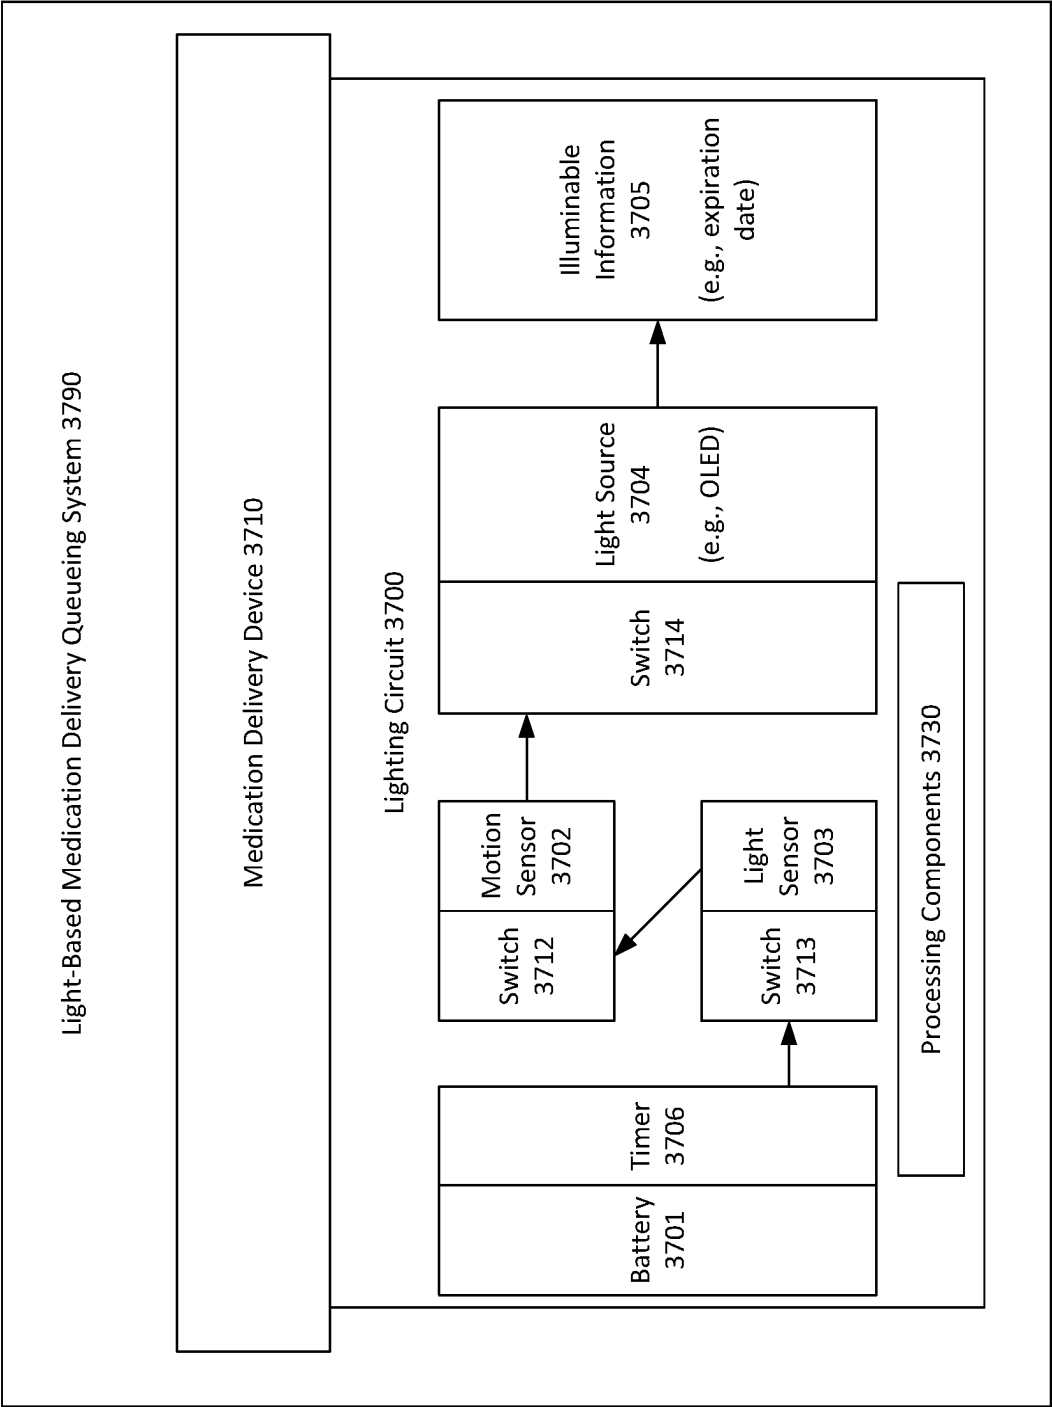 Light-Based Medication Delivery Queueing System 3790
Medication Delivery Device 3710
Lighting Circuit 3700
Battery
3701
Timer
3706
Switch
3712
Motion
Sensor
3702
Switch
3713
Light
Sensor
3703
Switch
3714
Light Source
3704
(e.g., OLED)
Illuminable
Information
3705
(e.g., expiration
date)
Processing Components 3730